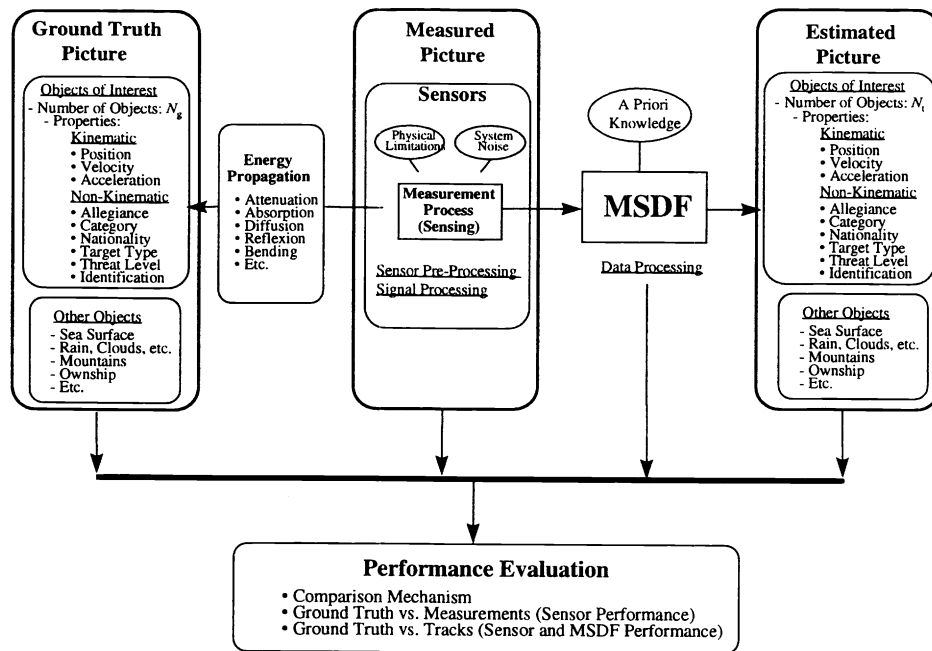 Ground Truth
Picture
Objects of Interest
- Number of Objects: Ng
- Properties:
Kinematic
• Position
• Velocity
• Acceleration
Non-Kinematic
• Allegiance
• Category
• Nationality
• Target Type
• Threat Level
• Identification
Other Objects
- Sea Surface
- Rain, Clouds, etc.
- Mountains
- Ownship
- Etc.
Energy
Propagation
• Attenuation
• Absorption
• Diffusion
• Reflexion
• Bending
• Etc.
Measured
Picture
Sensors
Physical
Limitations
System
Noise
Measurement
Process
(Sensing)
Sensor Pre-Processing
Signal Processing
A Priori
Knowledge
MSDF
Data Processing
Estimated
Picture
Objects of Interest
- Number of Objects: Nt
- Properties:
Kinematic
• Position
• Velocity
• Acceleration
Non-Kinematic
• Allegiance
• Category
• Nationality
• Target Type
• Threat Level
• Identification
Other Objects
- Sea Surface
- Rain, Clouds, etc.
- Mountains
- Ownship
- Etc.
Performance Evaluation
• Comparison Mechanism
• Ground Truth vs. Measurements (Sensor Performance)
• Ground Truth vs. Tracks (Sensor and MSDF Performance)